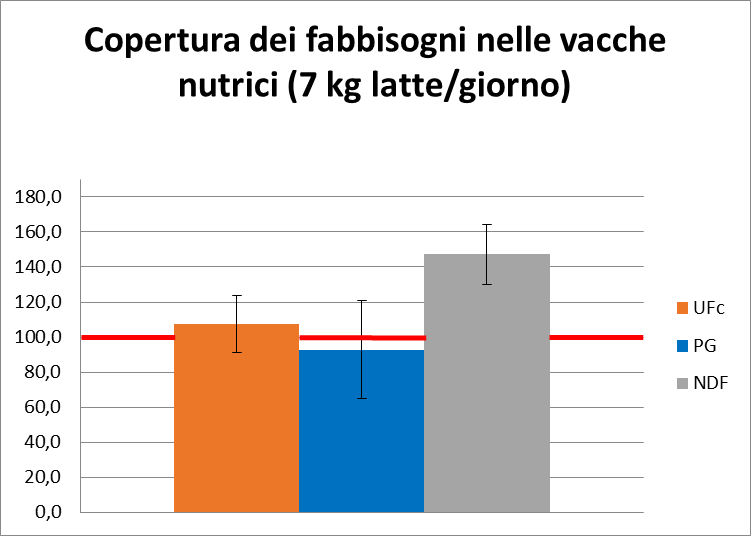 Copertura dei fabbisogni nelle vacche
nutrici (7 kg latte/giorno)
180,0
160,0
140,0
120,0
100,0
80,0
60,0
40,0
20,0
0,0
UFc
PG
NDF